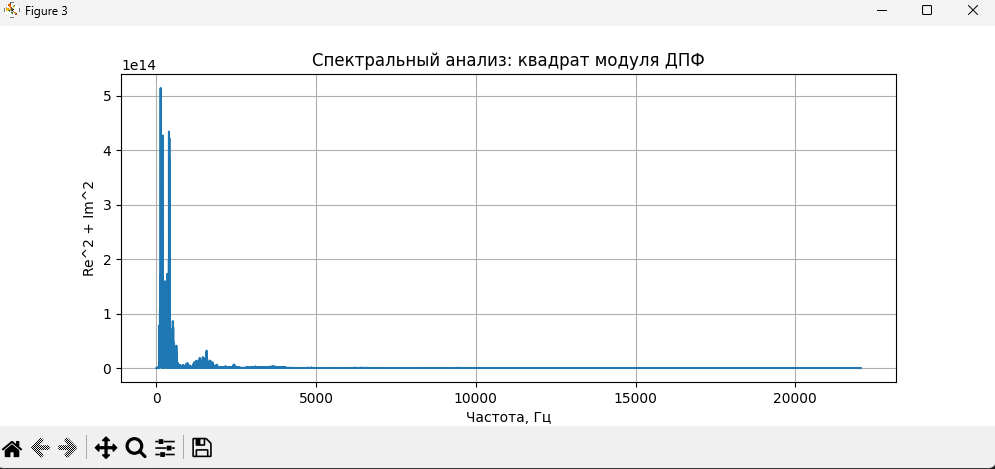 Figure 3
Спектральный анализ: квадрат модуля ДПФ
1e14
5
4
3
2
1
0
Re^2 + Im^2
0 5000 10000 15000 20000
Частота, Гц